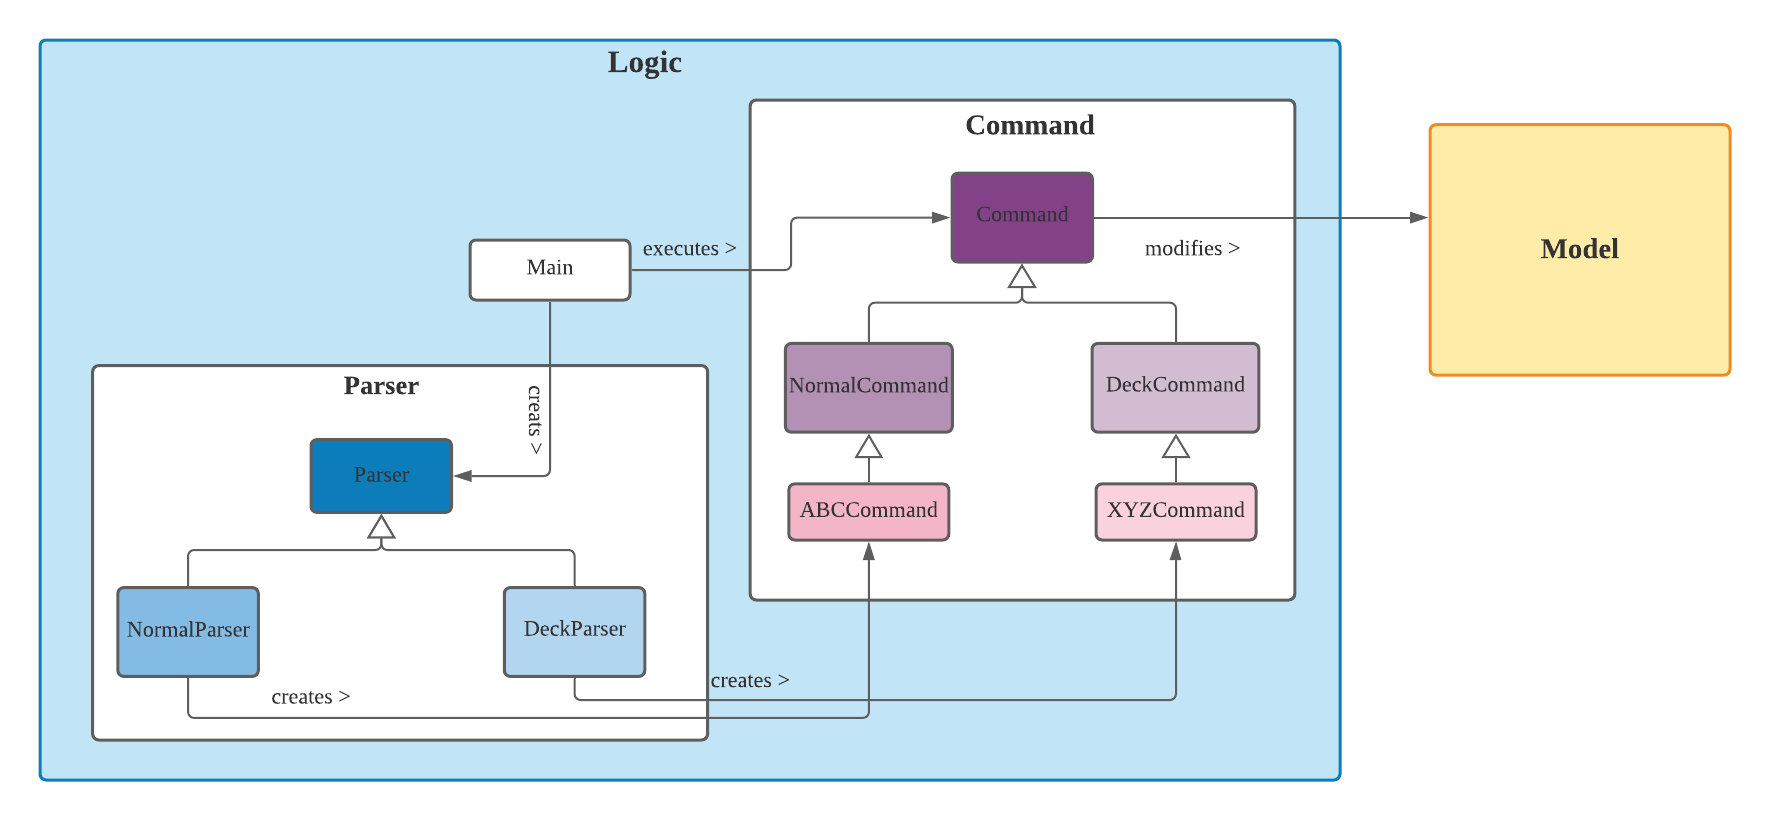 Logic
Command
Command
Main
executes >
modifies >
Model
NormalCommand
DeckCommand
Parser
creats >
Parser
ABCCommand
XYZCommand
NormalParser
DeckParser
creates >
creates >